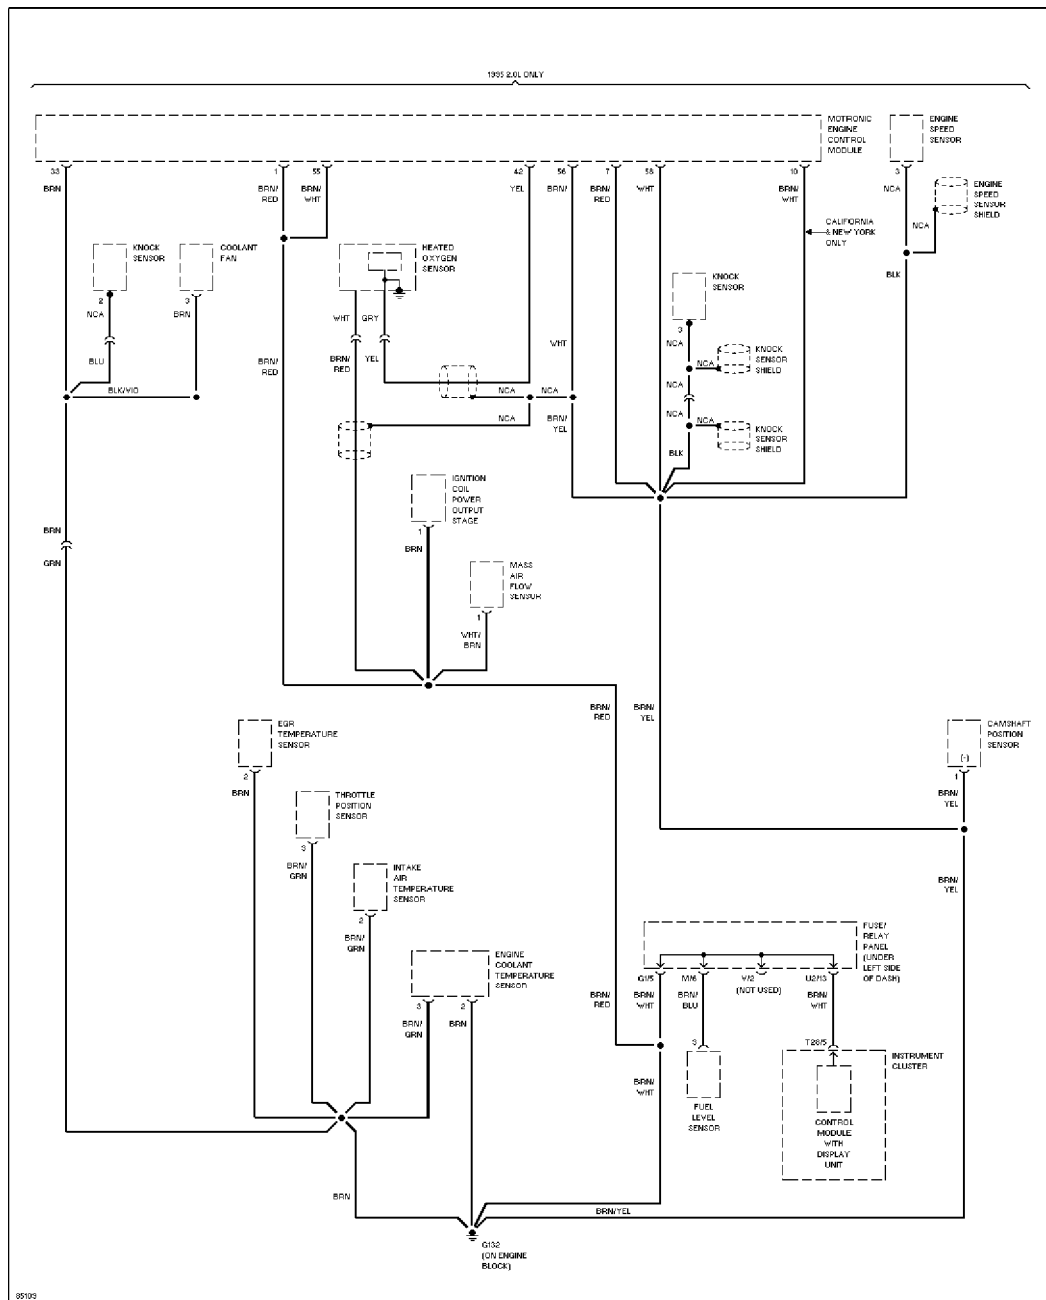 1995 2.0L ONLY
MOTRONIC
ENGINE
CONTROL
MODULE
ENGINE
SPEED
SENSOR
33
1
55
42
56
7
58
10
3
BRN
BRN/
RED
BRN/
WHT
YEL
BRN/
BRN/
RED
WHT
BRN/
WHT
NCA
ENGINE
SPEED
SENSUR
SHIELD
NCA
CALIFORNIA
& NEW YORK
ONLY
BLK
KNOCK
SENSOR
COOLANT
FAN
HEATED
OXYGEN
SENSOR
KNOCK
SENSOR
2
NCA
3
BRN
WHT
GRY
3
NCA
BLU
BRN/
RED
BRN/
RED
YEL
WHT
NCA
KNOCK
SENSOR
SHIELD
BLK/VIO
NCA
NCA
NCA
NCA
BRN/
YEL
NCA
NCA
KNOCK
SENSOR
SHIELD
BLK
IGNITION
COIL
POWER
OUTPUT
STAGE
1
BRN
BRN
GRN
MASS
AIR
FLOW
SENSUR
1
WHT/
BRN
BRN/
RED
BRN/
YEL
EGR
TEMPERATURE
SENSOR
2
BRN
CAMSHAFT
POSITION
SENSOR
(-)
1
BRN/
YEL
THROTTLE
POSITION
SENSOR
3
BRN/
GRN
INTAKE
AIR
TEMPERATURE
SENSOR
2
BRN/
GRN
BRN/
YEL
ENGINE
COOLANT
TEMPERATURE
SENSOR
3
2
BRN/
GRN
BRN
FUSE/
RELAY
PANEL
(UNDER
LEFT SIDE
OF DASH)
G1/5
M/6
Y/2
U2/13
(NOT USED)
BRN/
RED
BRN/
WHT
BRN/
BLU
BRN/
WHT
3
T28/5
INSTRUMENT
CLUSTER
BRN/
WHT
FUEL
LEVEL
SENSOR
CONTROL
MODULE
WITH
DISPLAY
UNIT
BRN
BRN/YEL
G132
(ON ENGINE
BLOCK)
85109